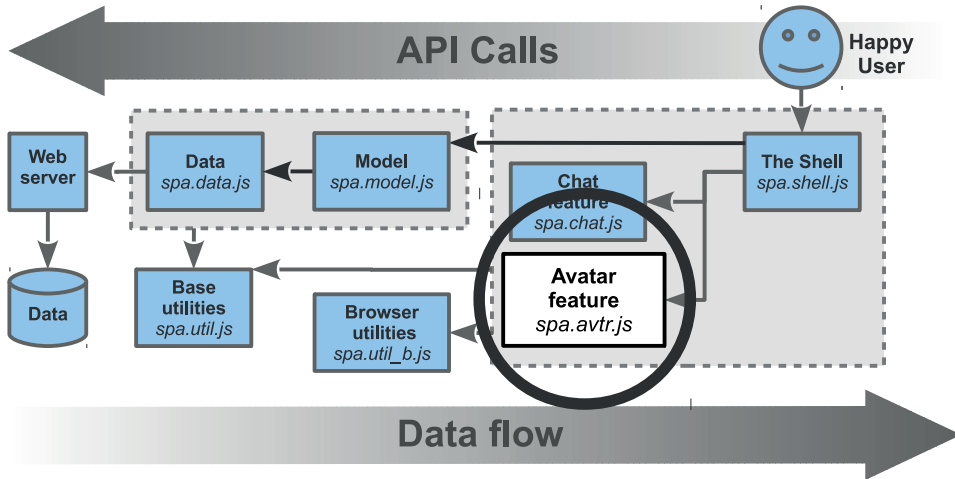 API Calls
Happy
User
Web
server
Data
spa.data.js
Model
spa.model.js
The Shell
spa.shell.js
Chat
feature
spa.chat.js
Avatar
feature
spa.avtr.js
Data
Base
utilities
spa.util.js
Browser
utilities
spa.util_b.js
Data flow